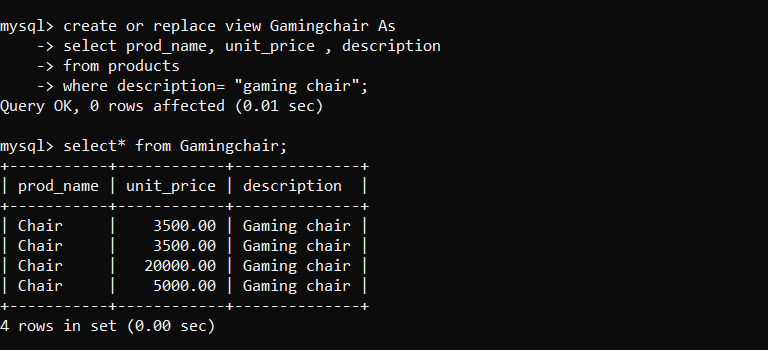 mysql> create or replace view Gamingchair As
    -> select prod_name, unit_price , description
    -> from products
    -> where description= "gaming chair";
Query OK, 0 rows affected (0.01 sec)

mysql> select* from Gamingchair;
+-----------+------------+--------------+
| prod_name | unit_price | description  |
+-----------+------------+--------------+
| Chair     |    3500.00 | Gaming chair |
| Chair     |    3500.00 | Gaming chair |
| Chair     |   20000.00 | Gaming chair |
| Chair     |    5000.00 | Gaming chair |
+-----------+------------+--------------+
4 rows in set (0.00 sec)